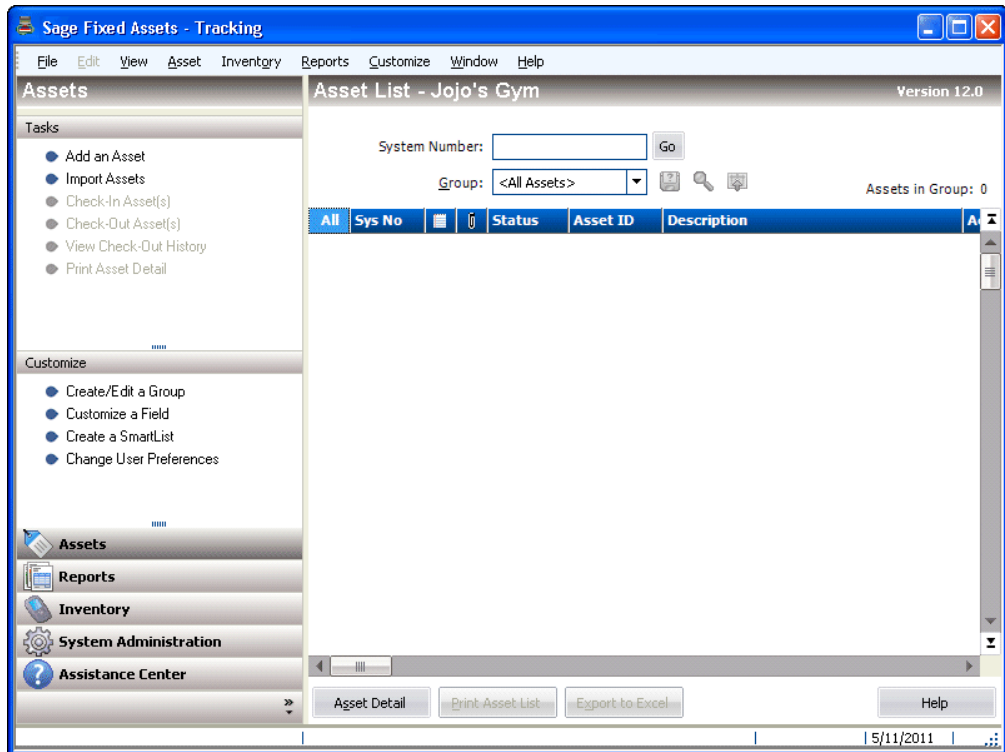 Sage Fixed Assets - Tracking
File Edit View Asset Inventory Reports Customize Window Help
Assets
Asset List - Jojo's Gym Version 12.0
Tasks
Add an Asset
Import Assets
Check-In Asset(s)
Check-Out Asset(s)
View Check-Out History
Print Asset Detail
System Number: Go
Group: <All Assets> Assets in Group: 0
All Sys No Status Asset ID Description
Customize
Create/Edit a Group
Customize a Field
Create a SmartList
Change User Preferences
Assets
Reports
Inventory
System Administration
Assistance Center
Asset Detail Print Asset List Export to Excel Help
5/11/2011